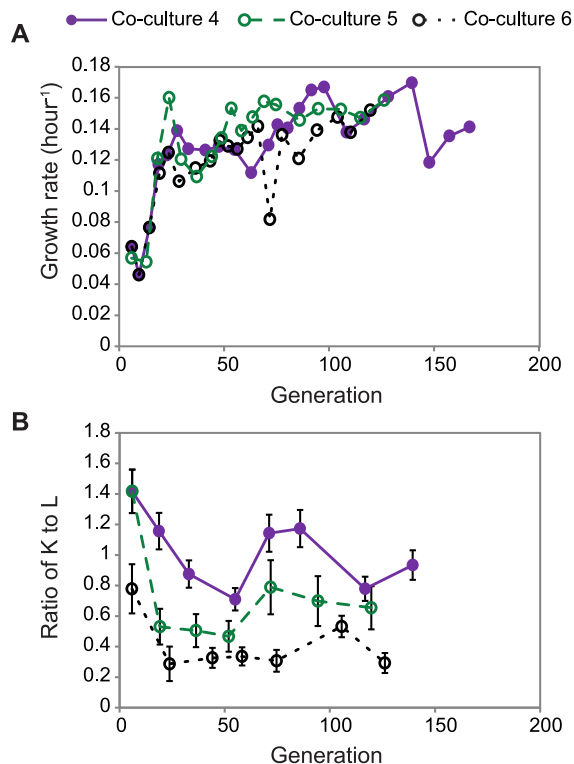 Co-culture 4 Co-culture 5 Co-culture 6
A
0.18
0.16
0.14
0.12
0.1
0.08
0.06
0.04
0.02
0
Growth rate (hour⁻¹)
0 50 100 150 200
Generation
B
1.8
1.6
1.4
1.2
1
0.8
0.6
0.4
0.2
0
Ratio of K to L
0 50 100 150 200
Generation